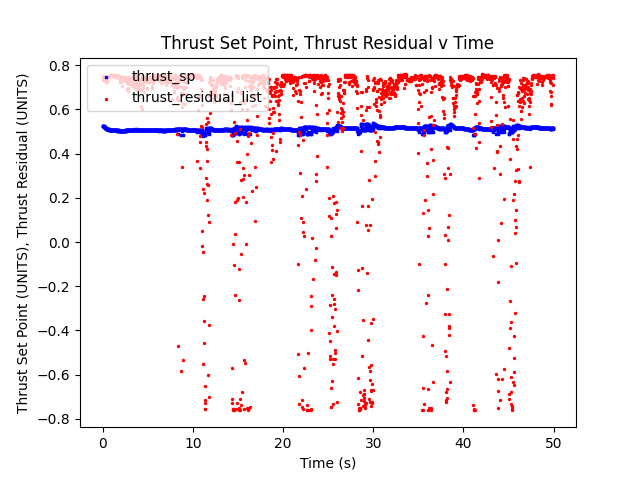 Thrust Set Point, Thrust Residual v Time
thrust_sp
thrust_residual_list
Thrust Set Point (UNITS), Thrust Residual (UNITS)
0.8
0.6
0.4
0.2
0.0
−0.2
−0.4
−0.6
−0.8
0 10 20 30 40 50
Time (s)